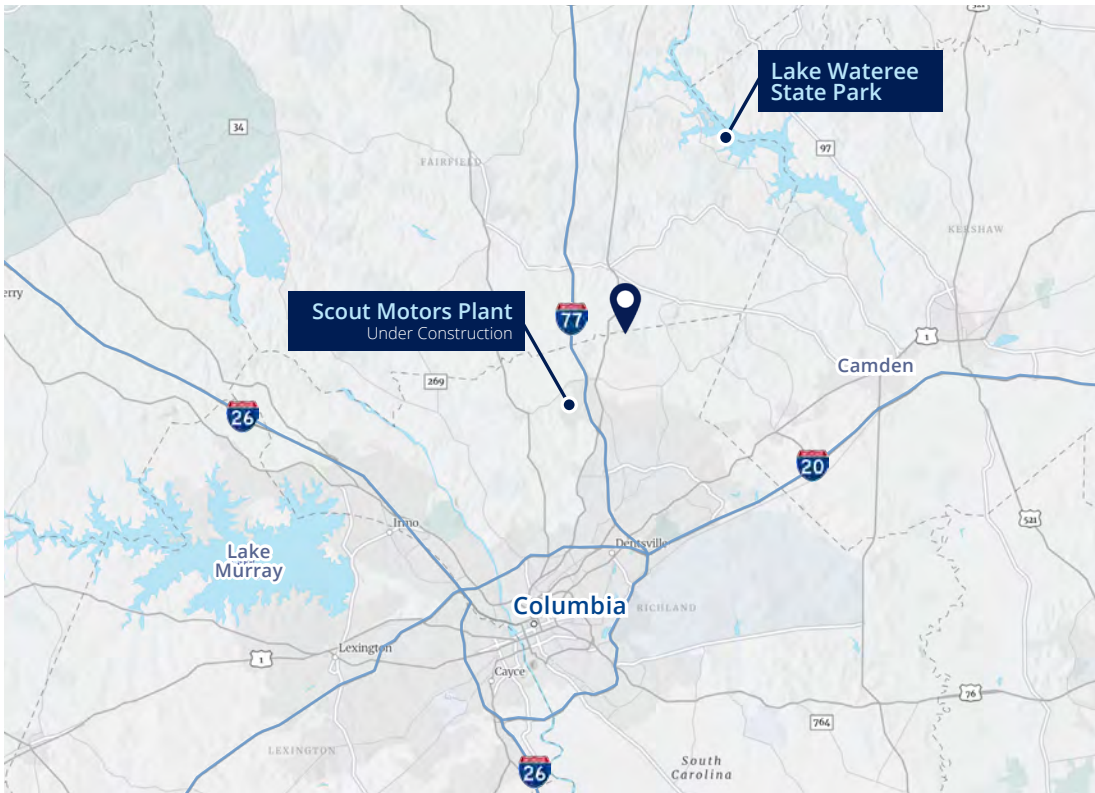 Lake Wateree
State Park
34
97
FAIRFIELD
KERSHAW
erry
Scout Motors Plant
Under Construction
77
1
Camden
269
26
20
521
Irmo
Dentsville
Lake
Murray
Columbia
RICHLAND
Lexington
1
Cayce
76
764
LEXINGTON
South
Carolina
26